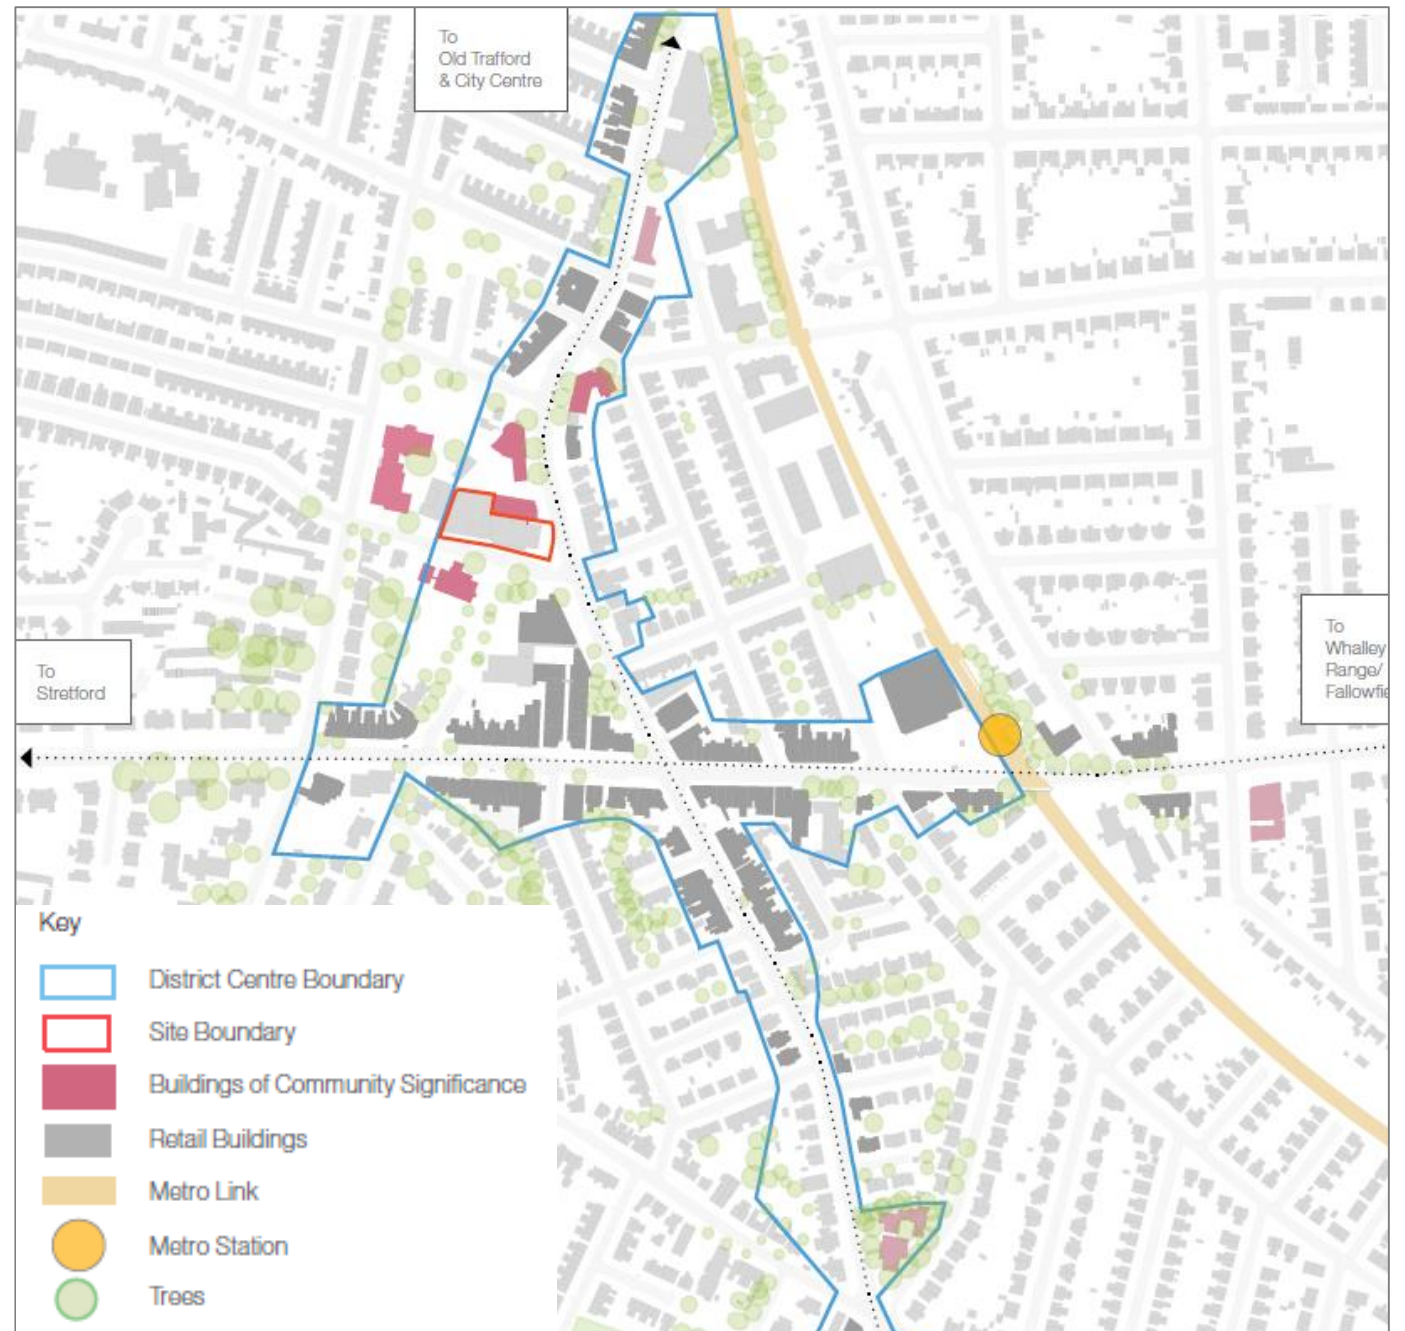 To
Old Trafford
& City Centre
To
Stretford
To
Whalley
Range/
Fallowfie
Key
District Centre Boundary
Site Boundary
Buildings of Community Significance
Retail Buildings
Metro Link
Metro Station
Trees